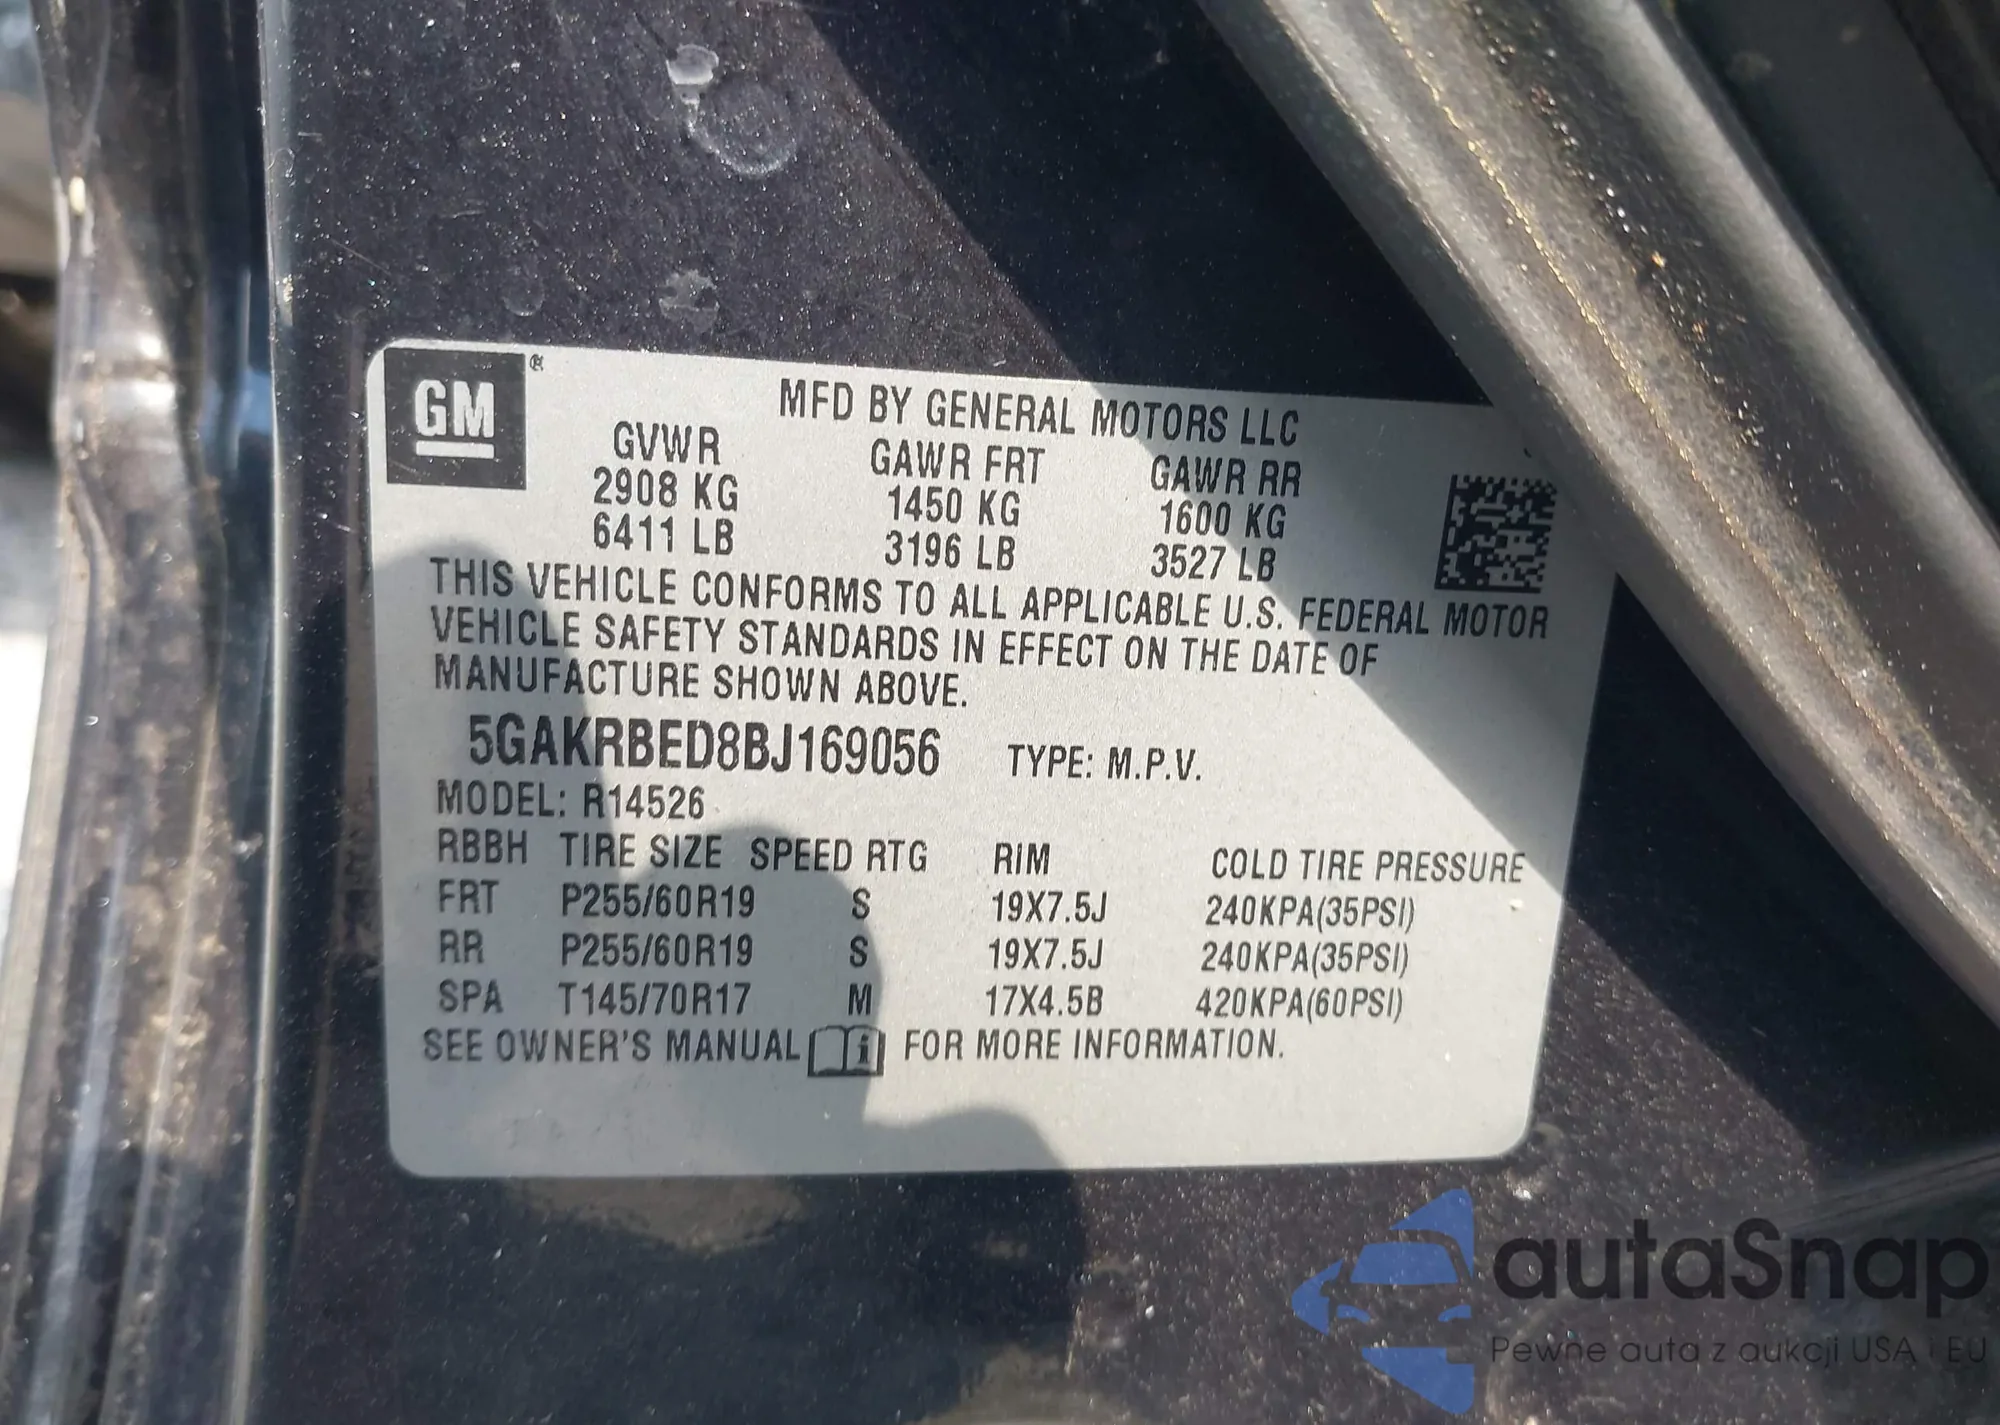 GM ®
MFD BY GENERAL MOTORS LLC
GVWR GAWR FRT GAWR RR
2908 KG 1450 KG 1600 KG
6411 LB 3196 LB 3527 LB
THIS VEHICLE CONFORMS TO ALL APPLICABLE U.S. FEDERAL MOTOR
VEHICLE SAFETY STANDARDS IN EFFECT ON THE DATE OF
MANUFACTURE SHOWN ABOVE.
5GAKRBED8BJ169056 TYPE: M.P.V.
MODEL: R14526
RBBH TIRE SIZE SPEED RTG RIM COLD TIRE PRESSURE
FRT P255/60R19 S 19X7.5J 240KPA(35PSI)
RR P255/60R19 S 19X7.5J 240KPA(35PSI)
SPA T145/70R17 M 17X4.5B 420KPA(60PSI)
SEE OWNER'S MANUAL i FOR MORE INFORMATION.
autaSnap
Pewne auta z aukcji USA i EU